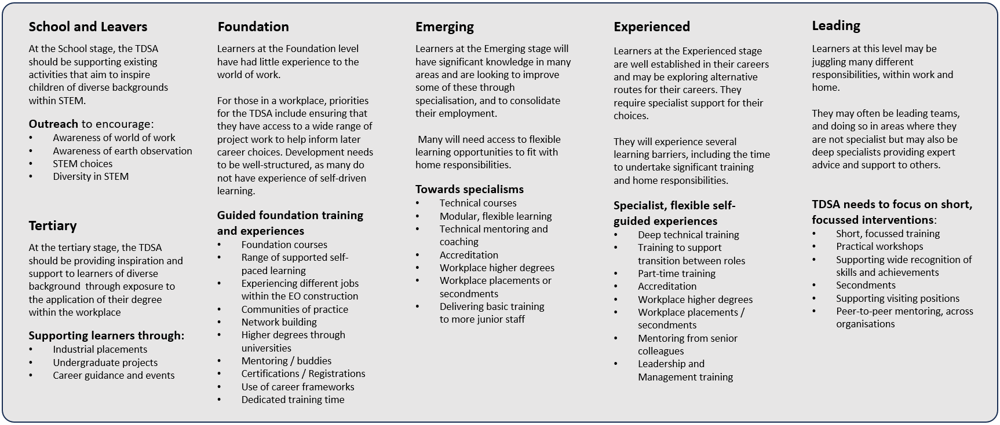 School and Leavers
At the School stage, the TDSA
should be supporting existing
activities that aim to inspire
children of diverse backgrounds
within STEM.
Outreach to encourage:
• Awareness of world of work
• Awareness of earth observation
• STEM choices
• Diversity in STEM
Tertiary
At the tertiary stage, the TDSA
should be providing inspiration and
support to learners of diverse
background through exposure to
the application of their degree
within the workplace
Supporting learners through:
• Industrial placements
• Undergraduate projects
• Career guidance and events
Foundation
Learners at the Foundation level
have had little experience to the
world of work.
For those in a workplace, priorities
for the TDSA include ensuring that
they have access to a wide range of
project work to help inform later
career choices. Development needs
to be well-structured, as many do
not have experience of self-driven
learning.
Guided foundation training
and experiences
• Foundation courses
• Range of supported self-
paced learning
• Experiencing different jobs
within the EO construction
• Communities of practice
• Network building
• Higher degrees through
universities
• Mentoring / buddies
• Certifications / Registrations
• Use of career frameworks
• Dedicated training time
Emerging
Learners at the Emerging stage will
have significant knowledge in many
areas and are looking to improve
some of these through
specialisation, and to consolidate
their employment.
Many will need access to flexible
learning opportunities to fit with
home responsibilities.
Towards specialisms
• Technical courses
• Modular, flexible learning
• Technical mentoring and
coaching
• Accreditation
• Workplace higher degrees
• Workplace placements or
secondments
• Delivering basic training
to more junior staff
Experienced
Learners at the Experienced stage
are well established in their careers
and may be exploring alternative
routes for their careers. They
require specialist support for their
choices.
They will experience several
learning barriers, including the time
to undertake significant training
and home responsibilities.
Specialist, flexible self-
guided experiences
• Deep technical training
• Training to support
transition between roles
• Part-time training
• Accreditation
• Workplace higher degrees
• Workplace placements /
secondments
• Mentoring from senior
colleagues
• Leadership and
Management training
Leading
Learners at this level may be
juggling many different
responsibilities, within work and
home.
They may often be leading teams,
and doing so in areas where they
are not specialist but may also be
deep specialists providing expert
advice and support to others.
TDSA needs to focus on short,
focussed interventions:
• Short, focussed training
• Practical workshops
• Supporting wide recognition of
skills and achievements
• Secondments
• Supporting visiting positions
• Peer-to-peer mentoring, across
organisations